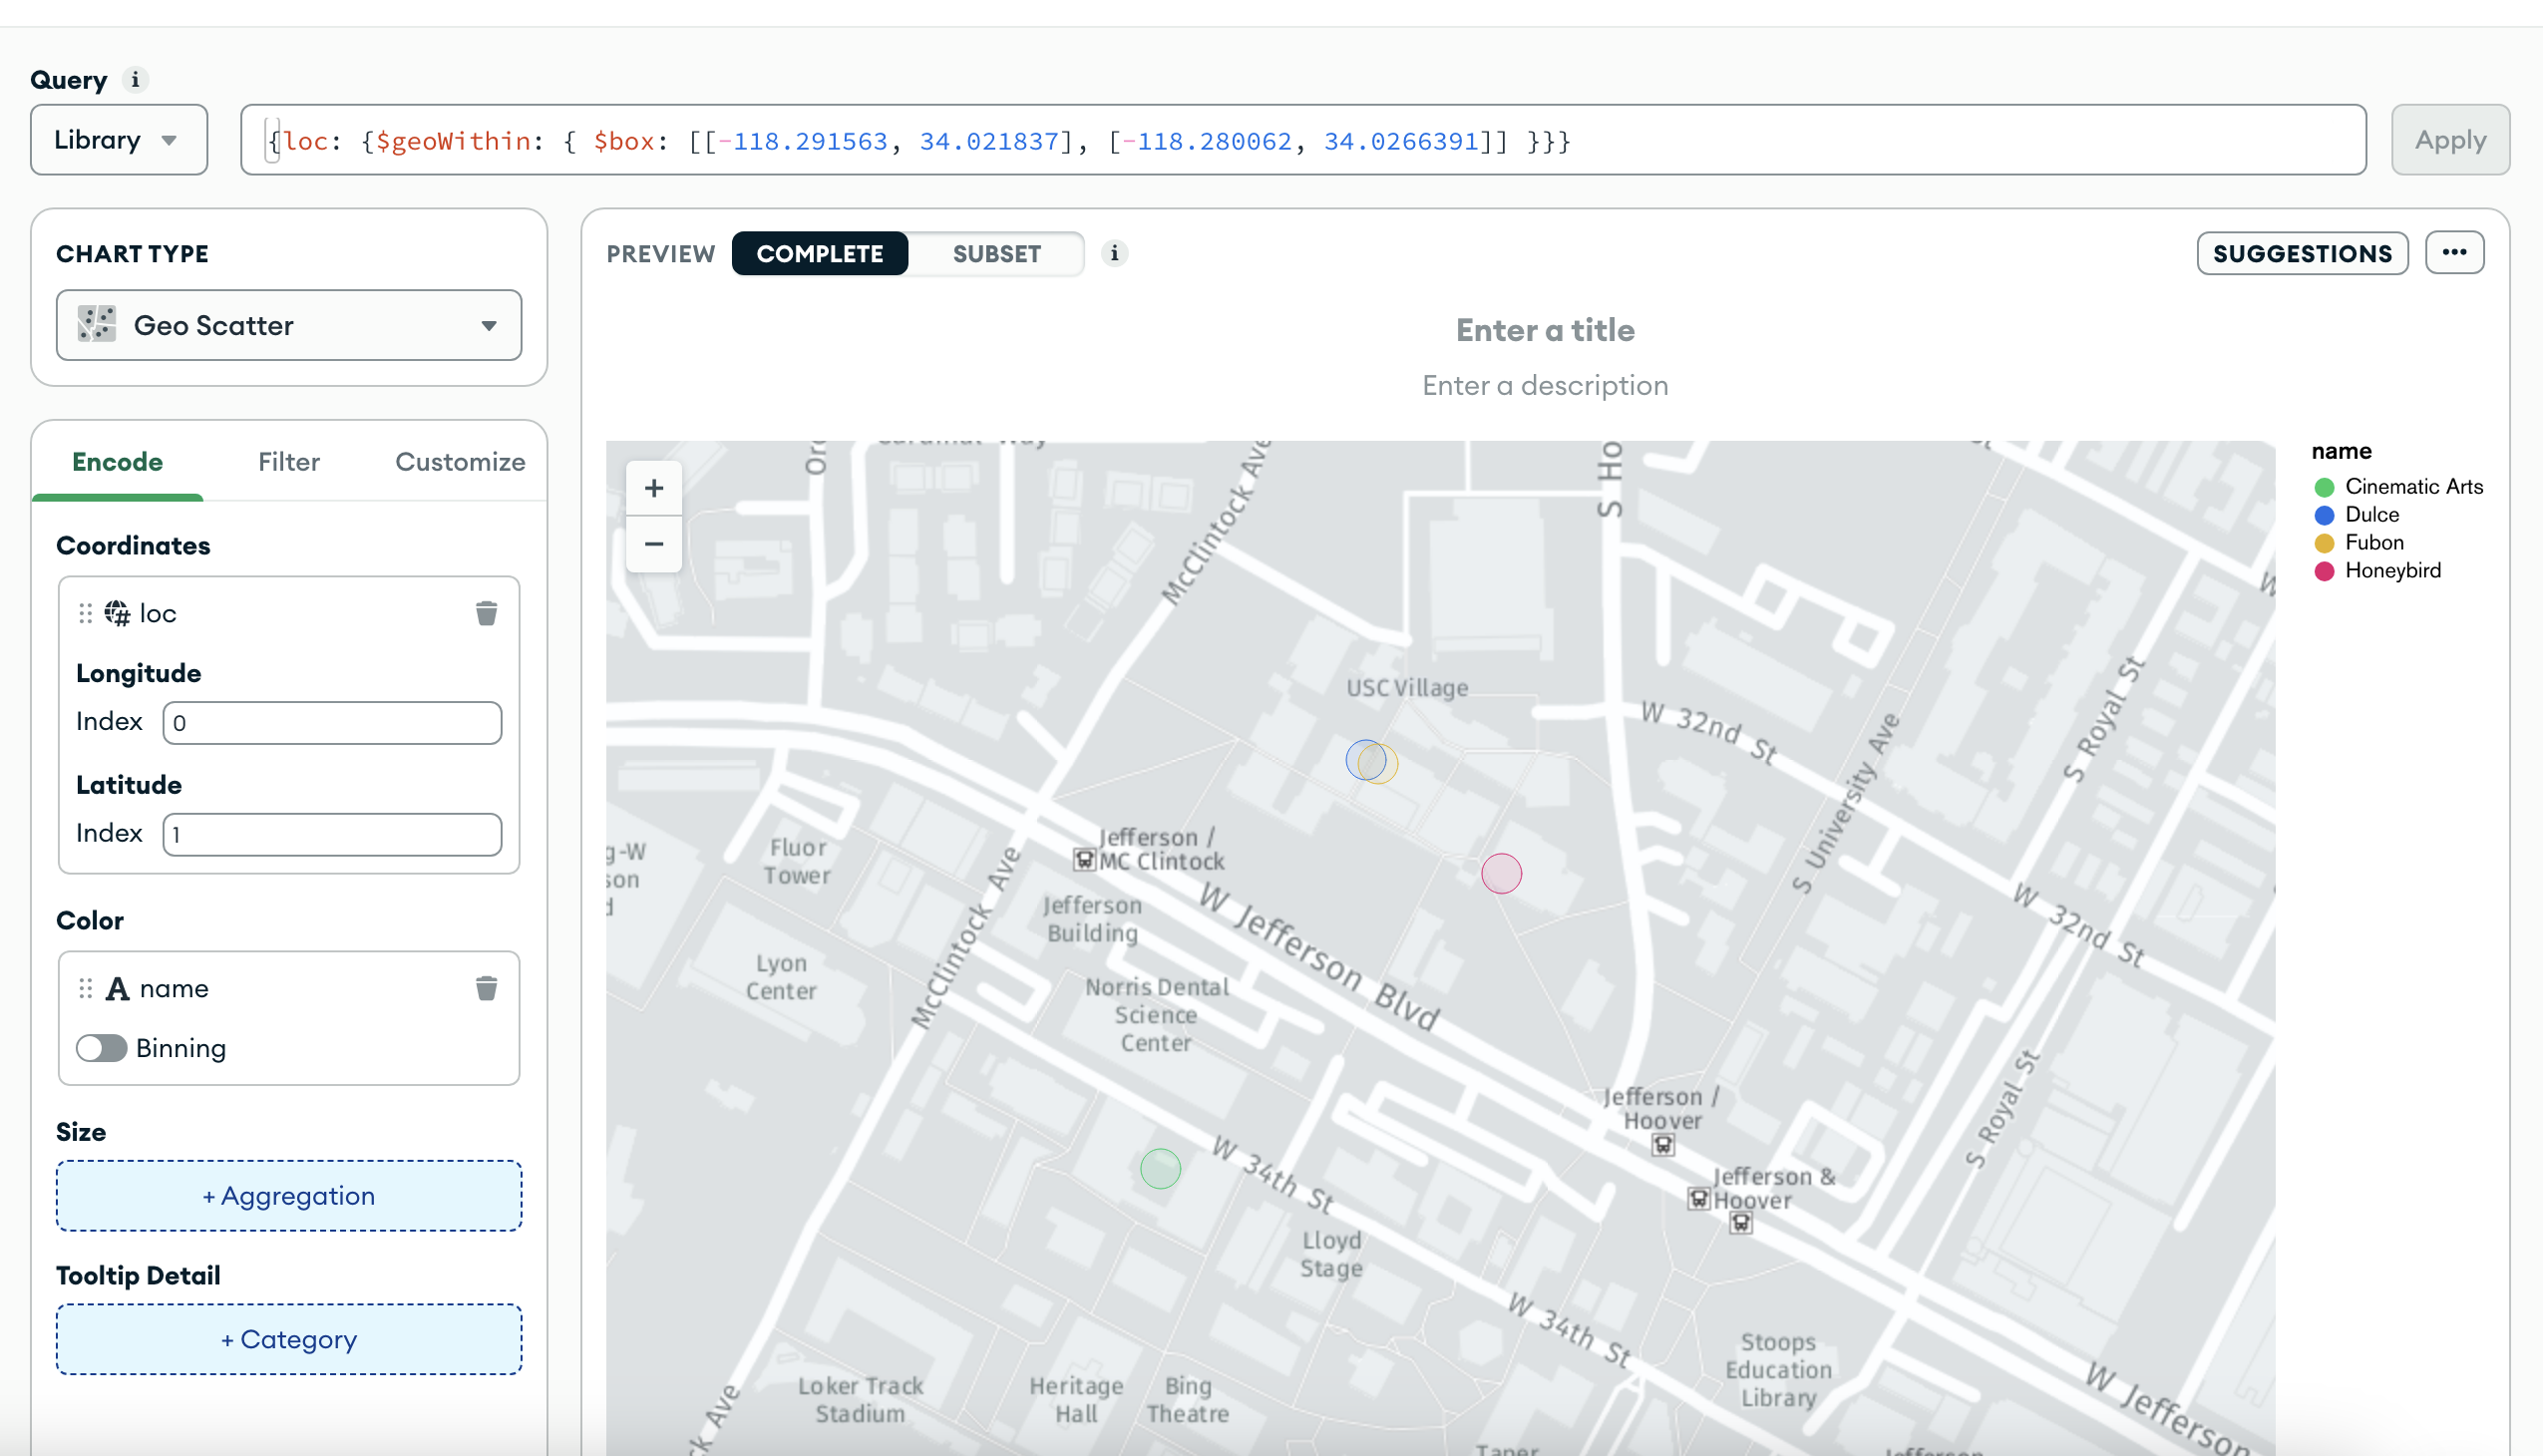 Query i
Library
{loc: {$geoWithin: { $box: [[-118.291563, 34.021837], [-118.280062, 34.0266391]] }}}
Apply
CHART TYPE
Geo Scatter
Encode Filter Customize
Coordinates
loc
Longitude
Index 0
Latitude
Index 1
Color
A name
Binning
Size
+ Aggregation
Tooltip Detail
+ Category
PREVIEW COMPLETE SUBSET i
SUGGESTIONS ...
Enter a title
Enter a description
+
−
McClintock Ave
S Ho
USC Village
W 32nd St
S University Ave
S Royal St
Jefferson /
MC Clintock
Fluor
Tower
g-W
son
Jefferson
Building
McClintock Ave
W Jefferson Blvd
W 32nd St
Lyon
Center
Norris Dental
Science
Center
Jefferson /
Hoover
S Royal St
Jefferson &
Hoover
W 34th St
Lloyd
Stage
W 34th St
Stoops
Education
Library
Loker Track
Stadium
Heritage
Hall
Bing
Theatre
ck Ave
W Jefferson
name
Cinematic Arts
Dulce
Fubon
Honeybird